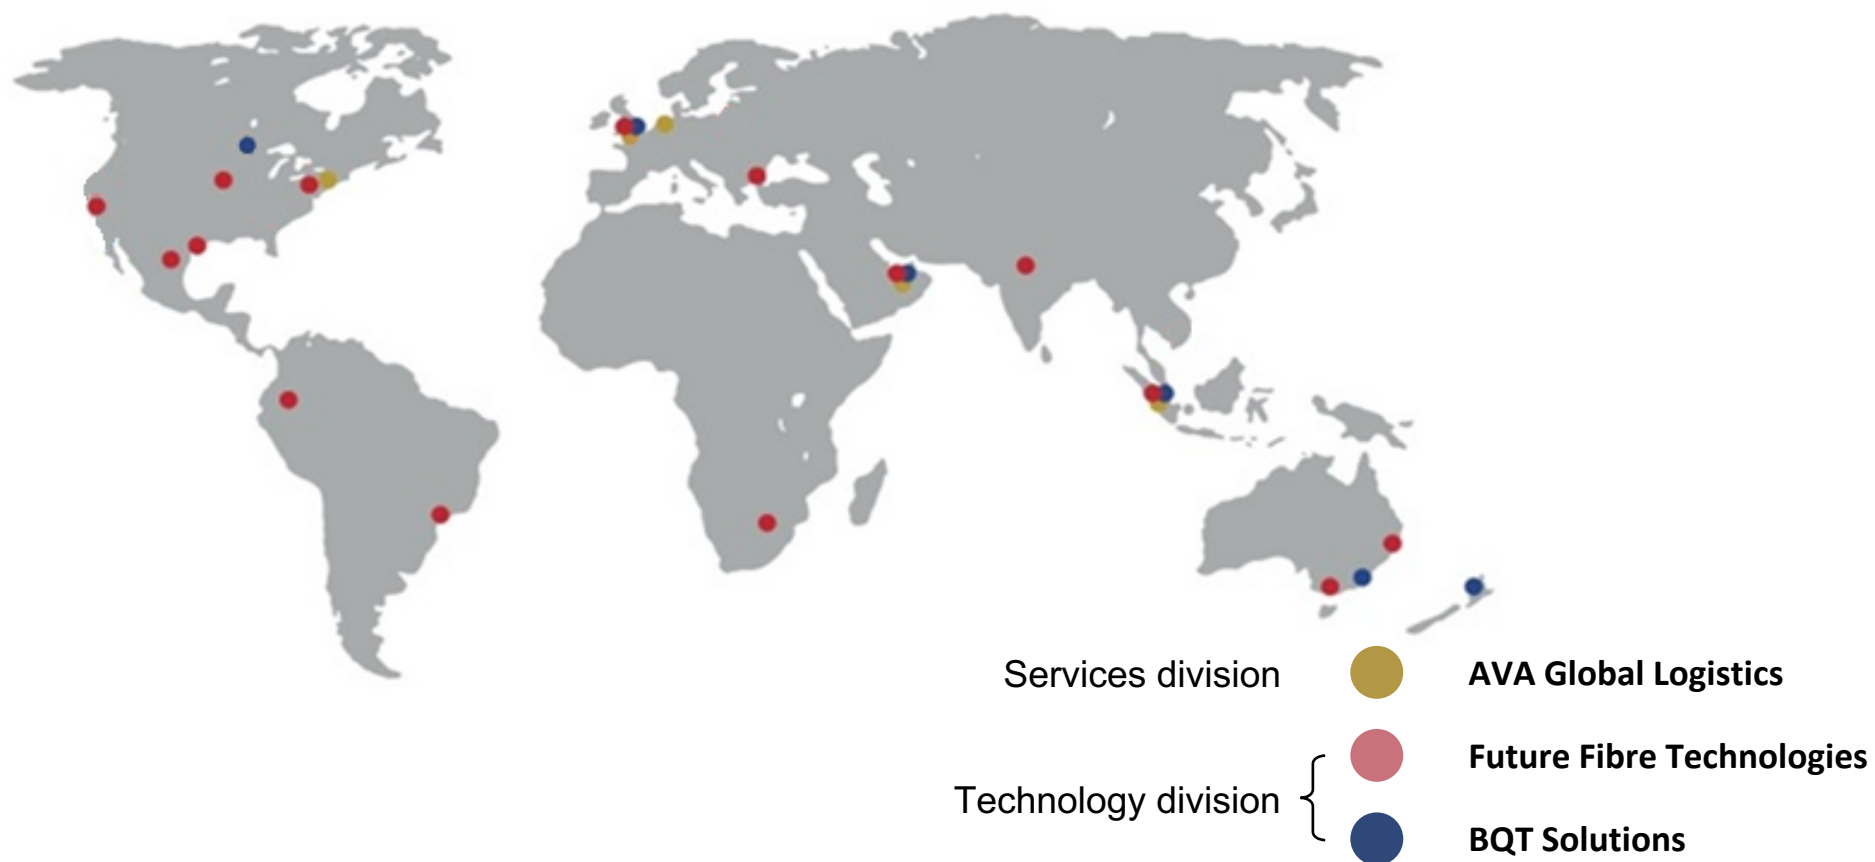 Services division AVA Global Logistics
Future Fibre Technologies
Technology division
BQT Solutions